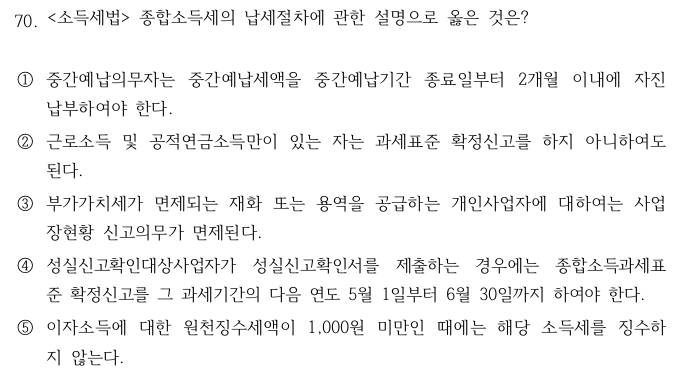 70. <소득세법> 종합소득세의 납세절차에 관한 설명으로 옳은 것은?
① 중간예납의무자는 중간예납세액을 중간예납기간 종료일부터 2개월 이내에 자진
납부하여야 한다.
② 근로소득 및 공적연금소득만이 있는 자는 과세표준 확정신고를 하지 아니하여도
된다.
③ 부가가치세가 면제되는 재화 또는 용역을 공급하는 개인사업자에 대하여는 사업
장현황 신고의무가 면제된다.
④ 성실신고확인대상사업자가 성실신고확인서를 제출하는 경우에는 종합소득과세표
준 확정신고를 그 과세기간의 다음 연도 5월 1일부터 6월 30일까지 하여야 한다.
⑤ 이자소득에 대한 원천징수세액이 1,000원 미만인 때에는 해당 소득세를 징수하
지 않는다.